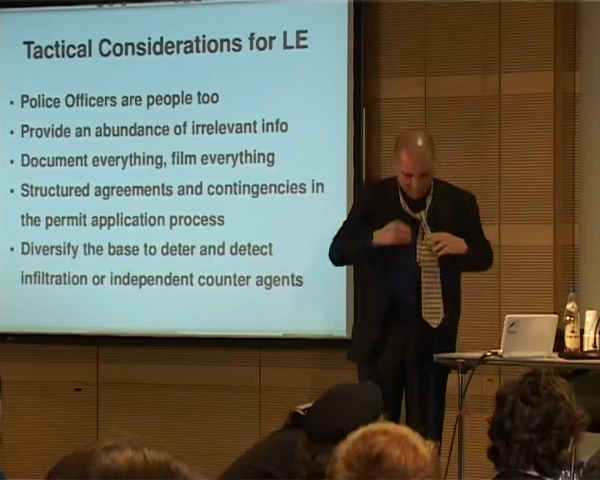 Tactical Considerations for LE
• Police Officers are people too
• Provide an abundance of irrelevant info
• Document everything, film everything
• Structured agreements and contingencies in
the permit application process
• Diversify the base to deter and detect
infiltration or independent counter agents